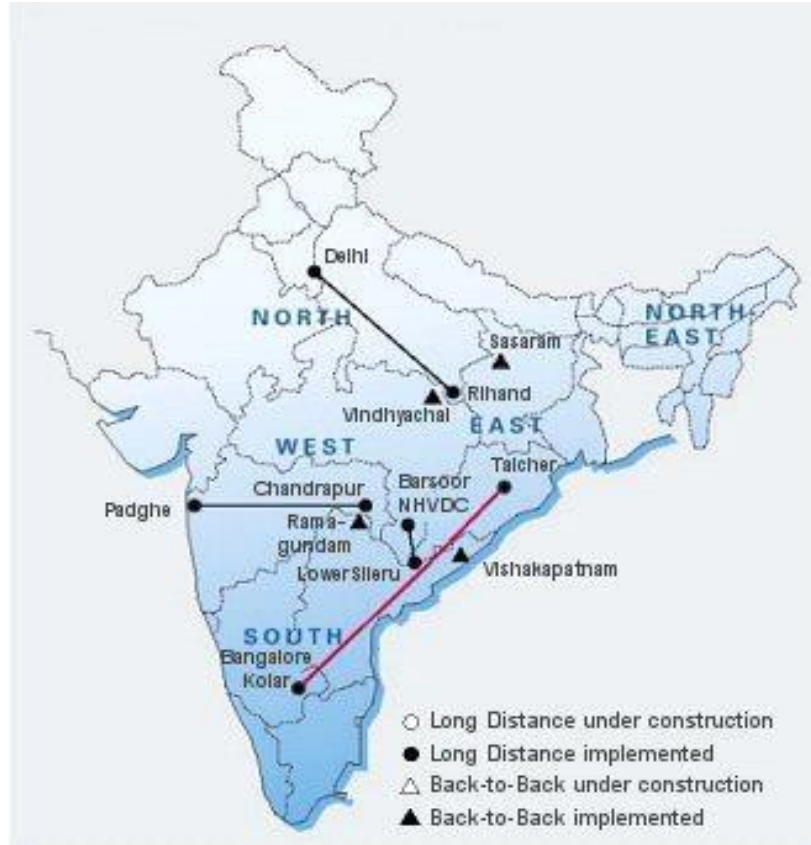 Delhi
NORTH
NORTH-
EAST
Sasaram
Rihand
Vindhyachal
EAST
WEST
Talcher
Barsoor
NHVDC
Chandrapur
Padghe
Rama-
gundam
Lower Sileru
Vishakapatnam
SOUTH
Bangalore
Kolar
Long Distance under construction
Long Distance implemented
Back-to-Back under construction
Back-to-Back implemented